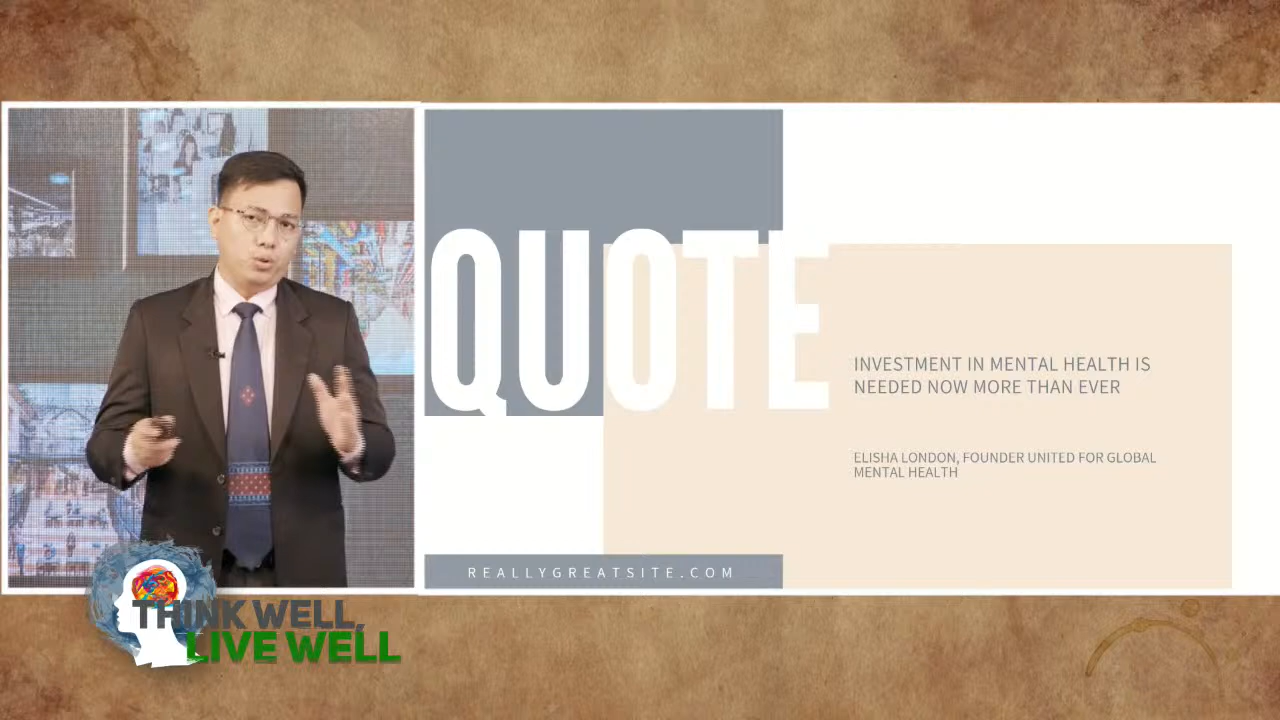 QUOTE
INVESTMENT IN MENTAL HEALTH IS
NEEDED NOW MORE THAN EVER
ELISHA LONDON, FOUNDER UNITED FOR GLOBAL
MENTAL HEALTH
REALLYGREATSITE.COM
THINK WELL,
LIVE WELL